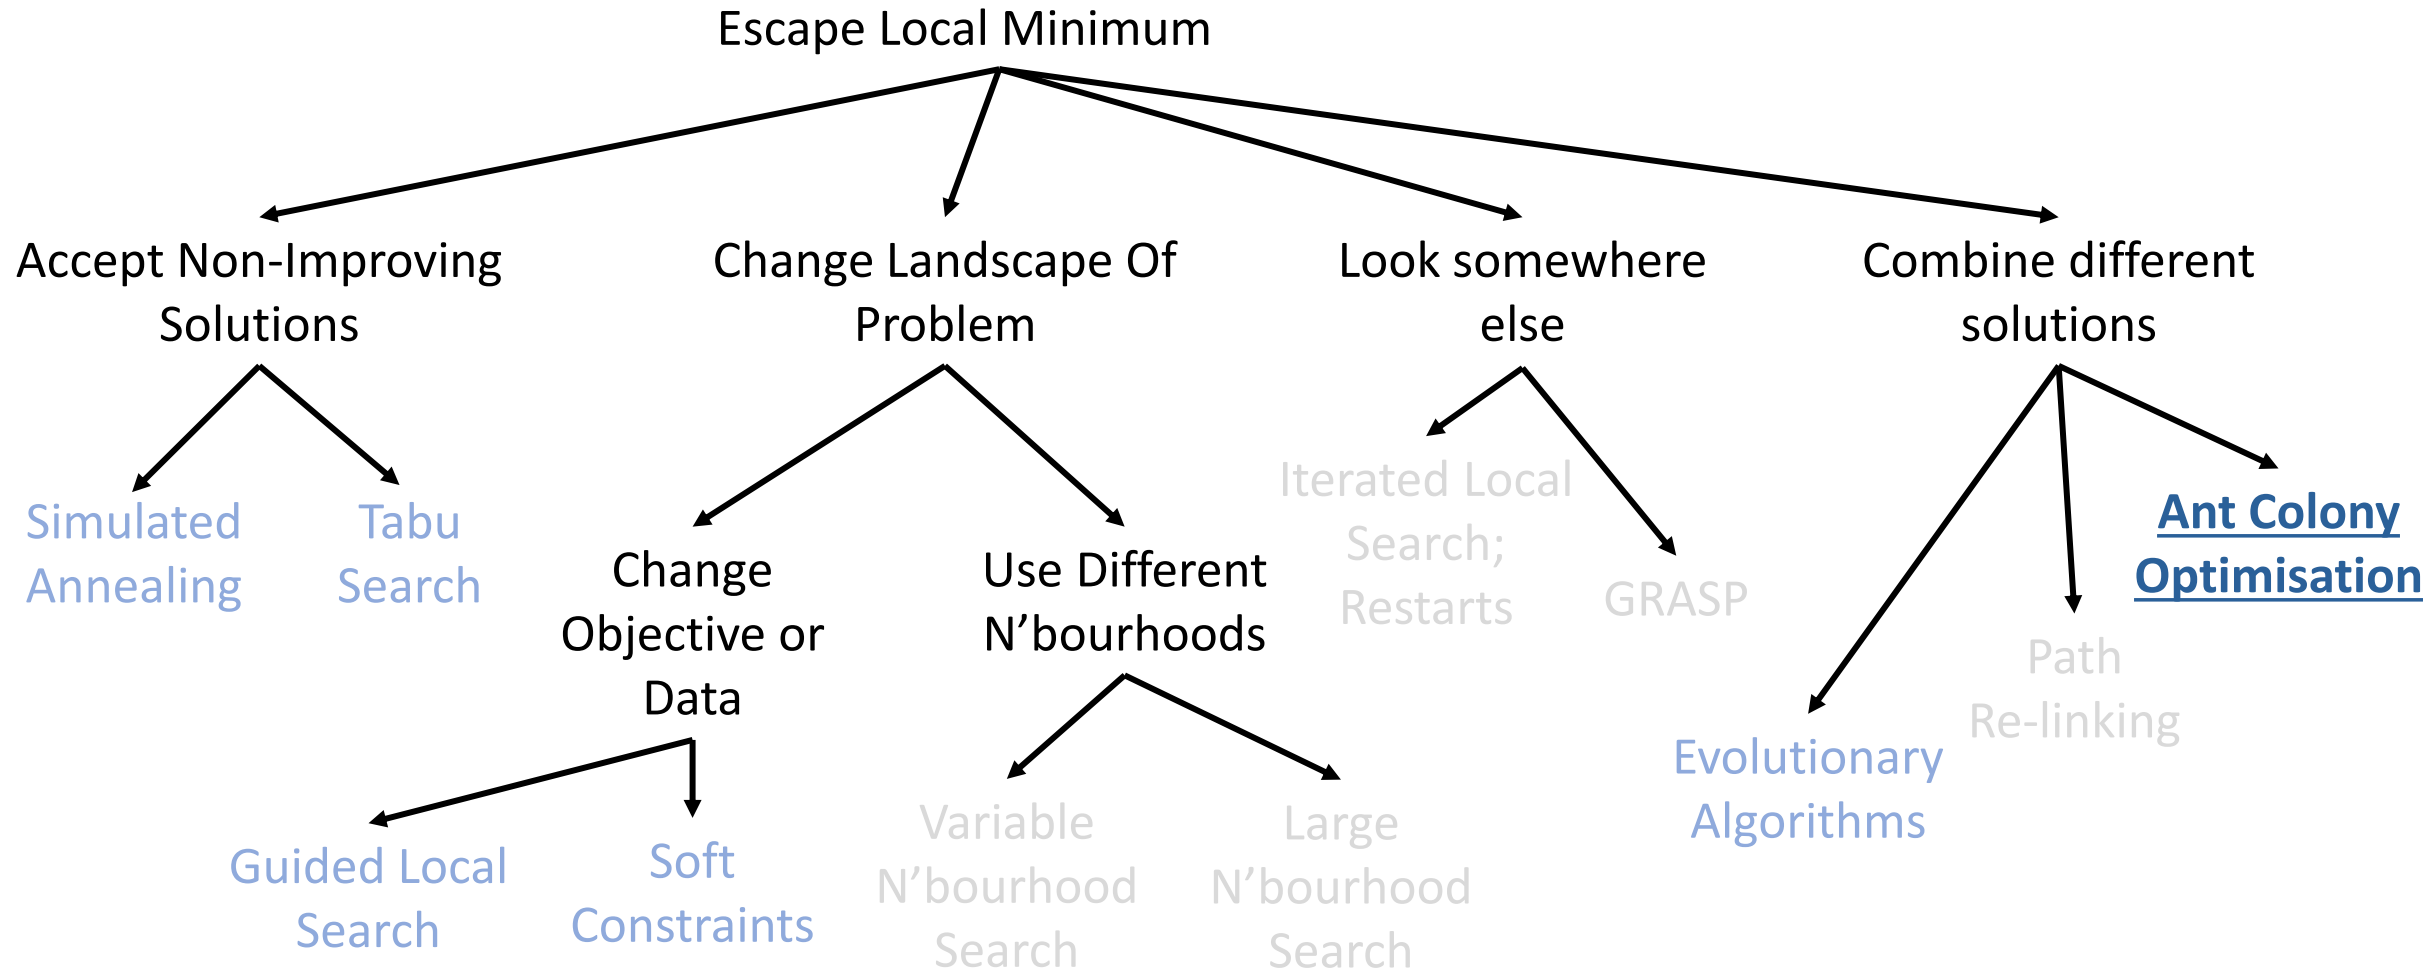 Escape Local Minimum
Accept Non-Improving
Solutions
Change Landscape Of
Problem
Look somewhere
else
Combine different
solutions
Simulated
Annealing
Tabu
Search
Change
Objective or
Data
Use Different
N’bourhoods
Iterated Local
Search;
Restarts
GRASP
Ant Colony
Optimisation
Path
Re-linking
Evolutionary
Algorithms
Guided Local
Search
Soft
Constraints
Variable
N’bourhood
Search
Large
N’bourhood
Search